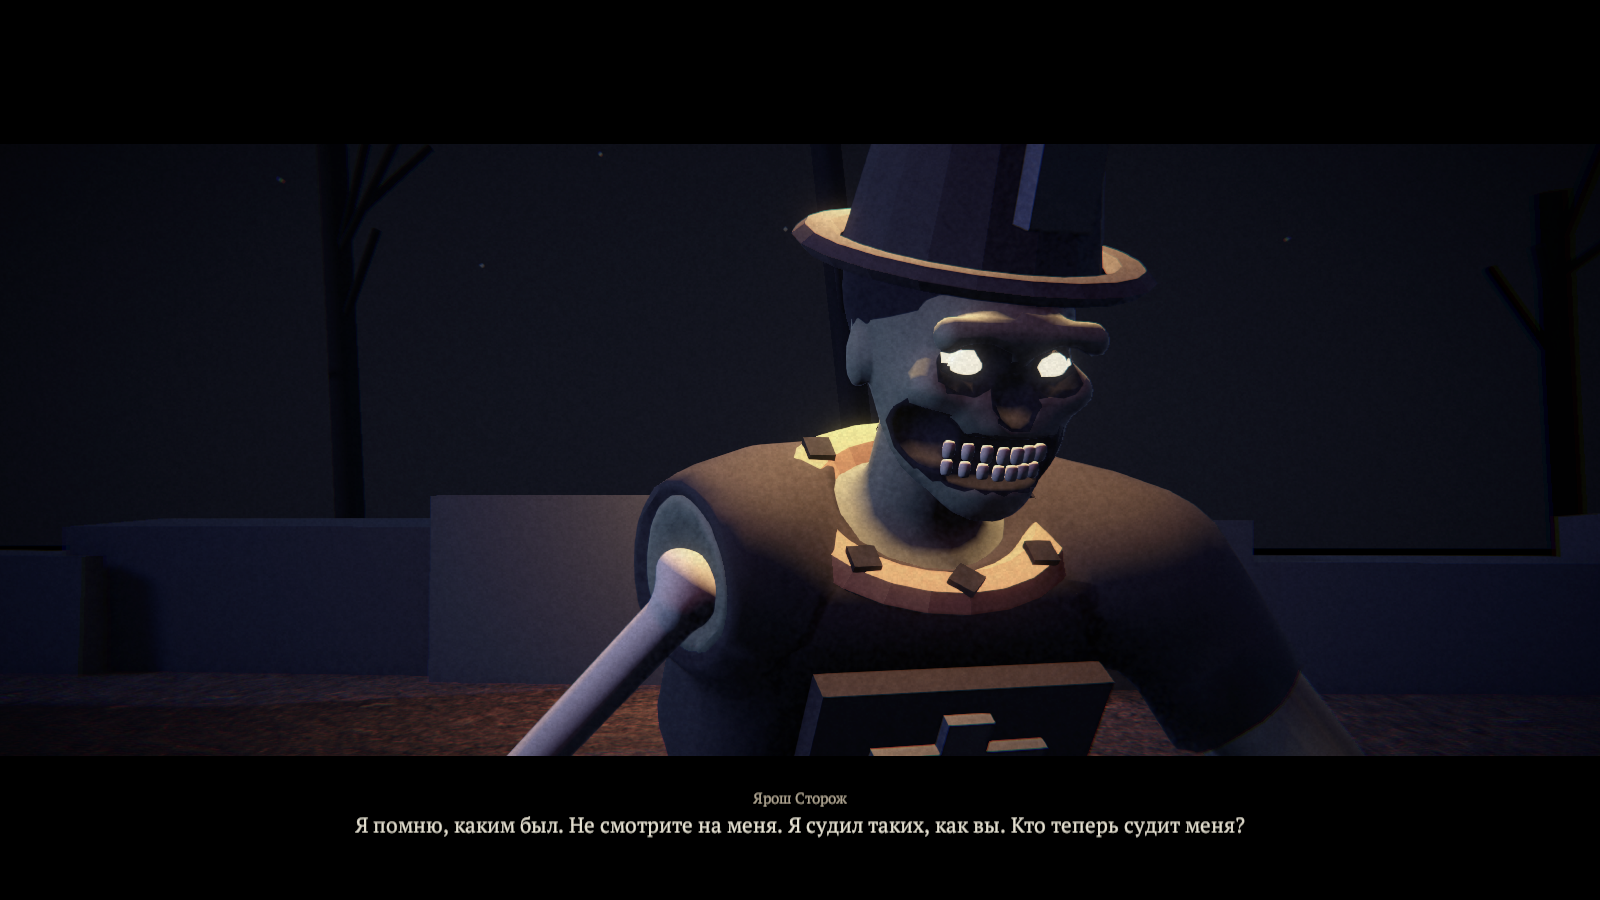 Ярош Сторож
Я помню, каким был. Не смотрите на меня. Я судил таких, как вы. Кто теперь судит меня?